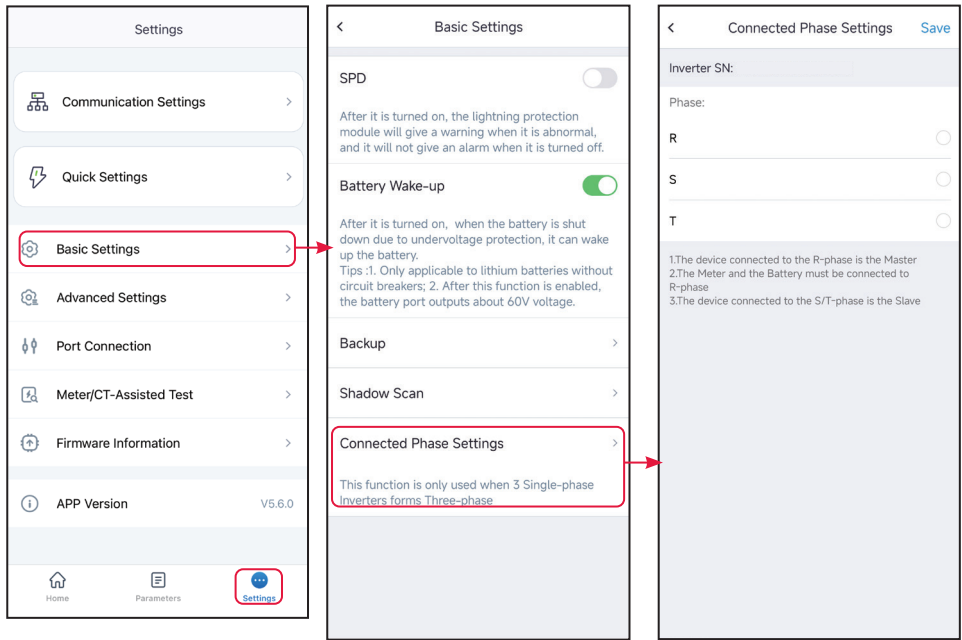 Settings
Communication Settings
Quick Settings
Basic Settings
Advanced Settings
Port Connection
Meter/CT-Assisted Test
Firmware Information
APP Version V5.6.0
Home Parameters Settings
Basic Settings
SPD
After it is turned on, the lightning protection
module will give a warning when it is abnormal,
and it will not give an alarm when it is turned off.
Battery Wake-up
After it is turned on,  when the battery is shut
down due to undervoltage protection, it can wake
up the battery.
Tips :1. Only applicable to lithium batteries without
circuit breakers; 2. After this function is enabled,
the battery port outputs about 60V voltage.
Backup
Shadow Scan
Connected Phase Settings
This function is only used when 3 Single-phase
Inverters forms Three-phase
Connected Phase Settings Save
Inverter SN:
Phase:
R
S
T
1.The device connected to the R-phase is the Master
2.The Meter and the Battery must be connected to
R-phase
3.The device connected to the S/T-phase is the Slave